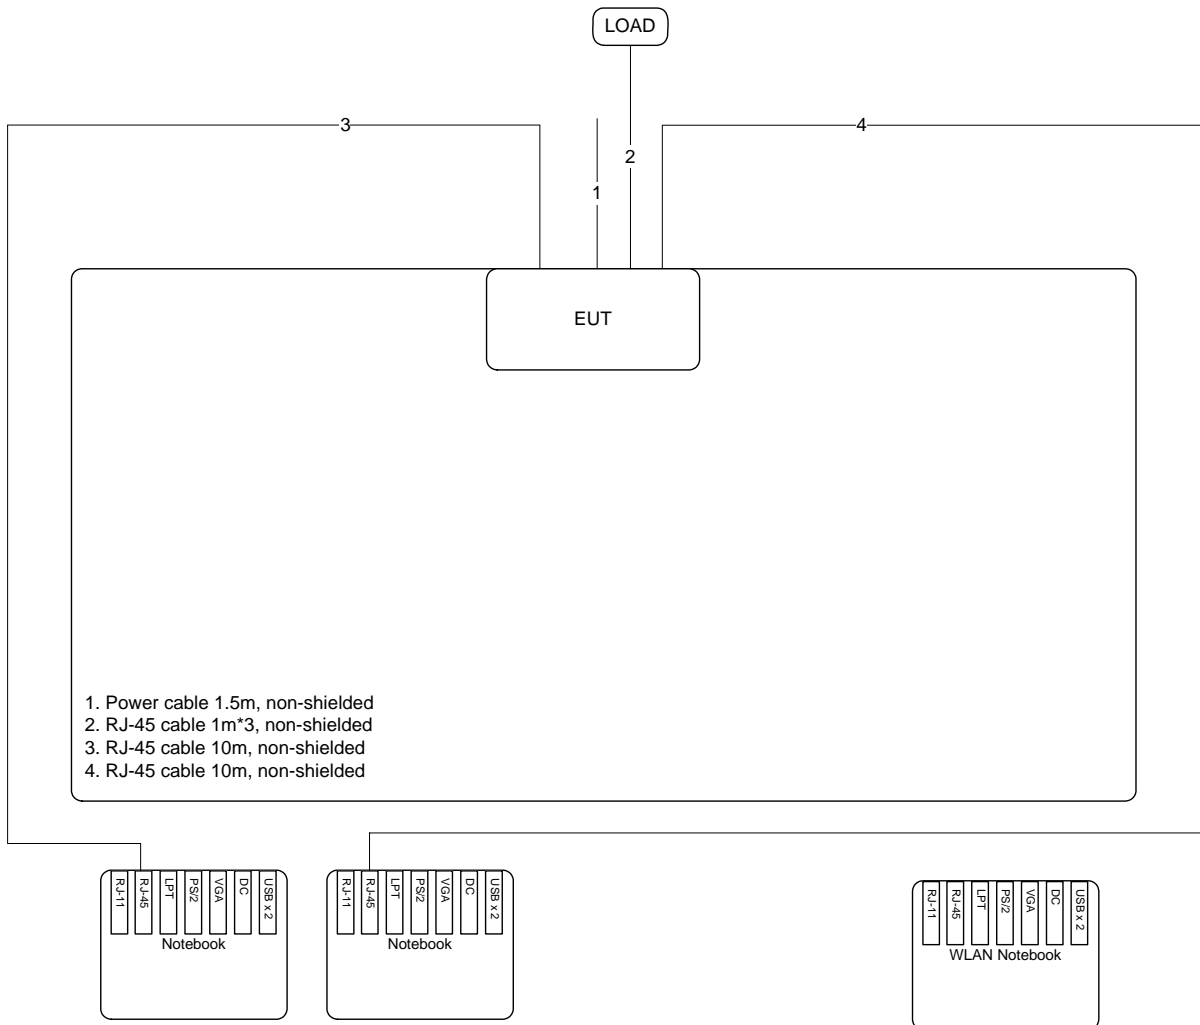 LOAD
3
4
2
1
EUT
1. Power cable 1.5m, non-shielded
2. RJ-45 cable 1m*3, non-shielded
3. RJ-45 cable 10m, non-shielded
4. RJ-45 cable 10m, non-shielded
RJ-11
RJ-45
LPT
PS/2
VGA
DC
USB x 2
Notebook
RJ-11
RJ-45
LPT
PS/2
VGA
DC
USB x 2
Notebook
RJ-11
RJ-45
LPT
PS/2
VGA
DC
USB x 2
WLAN Notebook